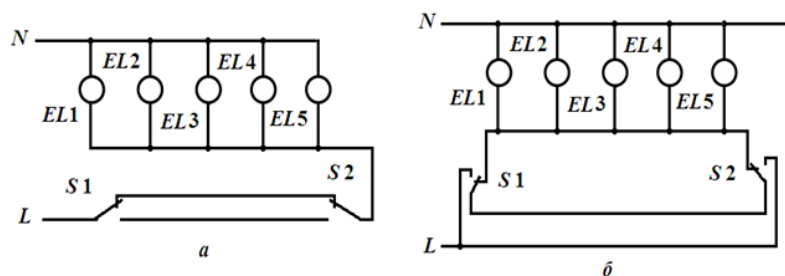 N
EL2 EL4
EL1 EL3 EL5
S1 S2
L
а
N
EL2 EL4
EL1 EL3 EL5
S1 S2
L
б